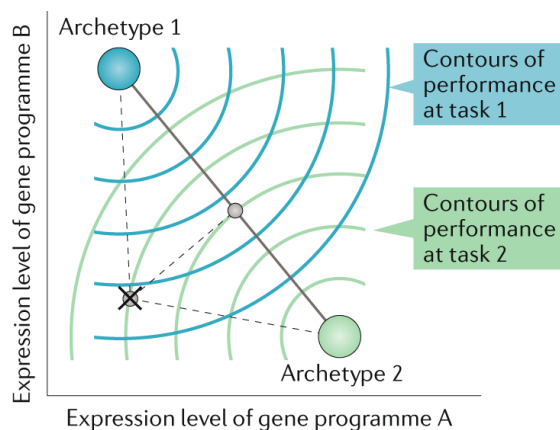 Archetype 1
Expression level of gene programme B
Contours of
performance
at task 1
Contours of
performance
at task 2
Archetype 2
Expression level of gene programme A